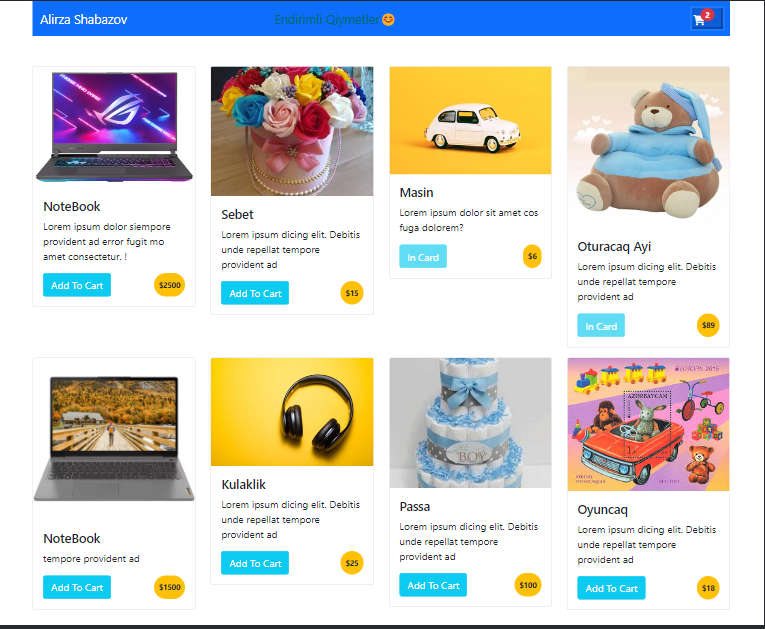 Alirza Shabazov
Endirimli Qiymetler😊
2
NoteBook
Lorem ipsum dolor siempore
provident ad error fugit mo
amet consectetur. !
Add To Cart
$2500
Sebet
Lorem ipsum dicing elit. Debitis
unde repellat tempore
provident ad
Add To Cart
$15
Masin
Lorem ipsum dolor sit amet cos
fuga dolorem?
In Card
$6
Oturacaq Ayi
Lorem ipsum dicing elit. Debitis
unde repellat tempore
provident ad
In Card
$89
NoteBook
tempore provident ad
Add To Cart
$1500
Kulaklik
Lorem ipsum dicing elit. Debitis
unde repellat tempore
provident ad
Add To Cart
$25
BOY
Passa
Lorem ipsum dicing elit. Debitis
unde repellat tempore
provident ad
Add To Cart
$100
EUROPA 2015
AZƏRBAYCAN
Oyuncaq
Lorem ipsum dicing elit. Debitis
unde repellat tempore
provident ad
Add To Cart
$18